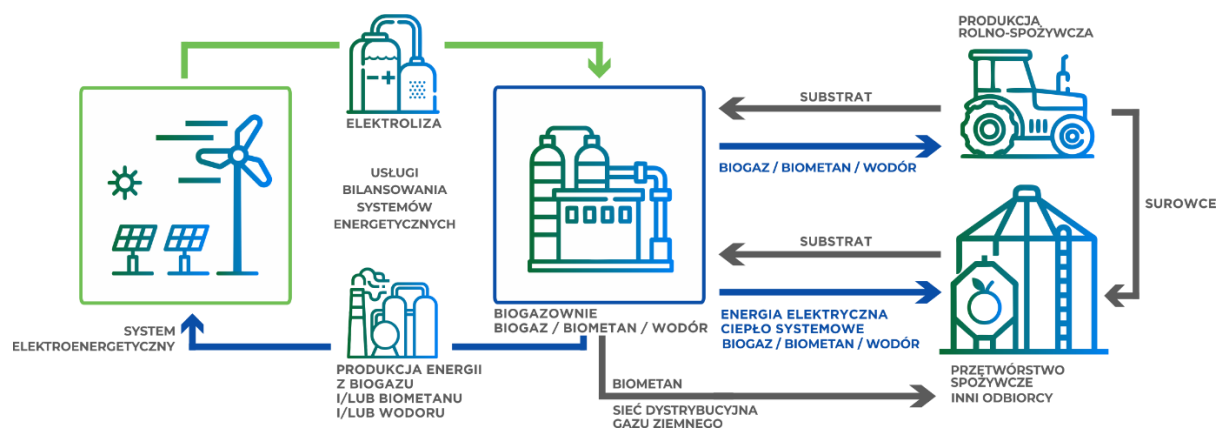 PRODUKCJA
ROLNO-SPOŻYWCZA
ELEKTROLIZA
SUBSTRAT
BIOGAZ / BIOMETAN / WODÓR
USŁUGI
BILANSOWANIA
SYSTEMÓW
ENERGETYCZNYCH
SUROWCE
SUBSTRAT
BIOGAZOWNIE
BIOGAZ / BIOMETAN / WODÓR
ENERGIA ELEKTRYCZNA
CIEPŁO SYSTEMOWE
BIOGAZ / BIOMETAN / WODÓR
SYSTEM
ELEKTROENERGETYCZNY
PRODUKCJA ENERGII
Z BIOGAZU
I/LUB BIOMETANU
I/LUB WODORU
BIOMETAN
SIEĆ DYSTRYBUCYJNA
GAZU ZIEMNEGO
PRZĘTWÓRSTWO
SPOŻYWCZE
INNI ODBIORCY